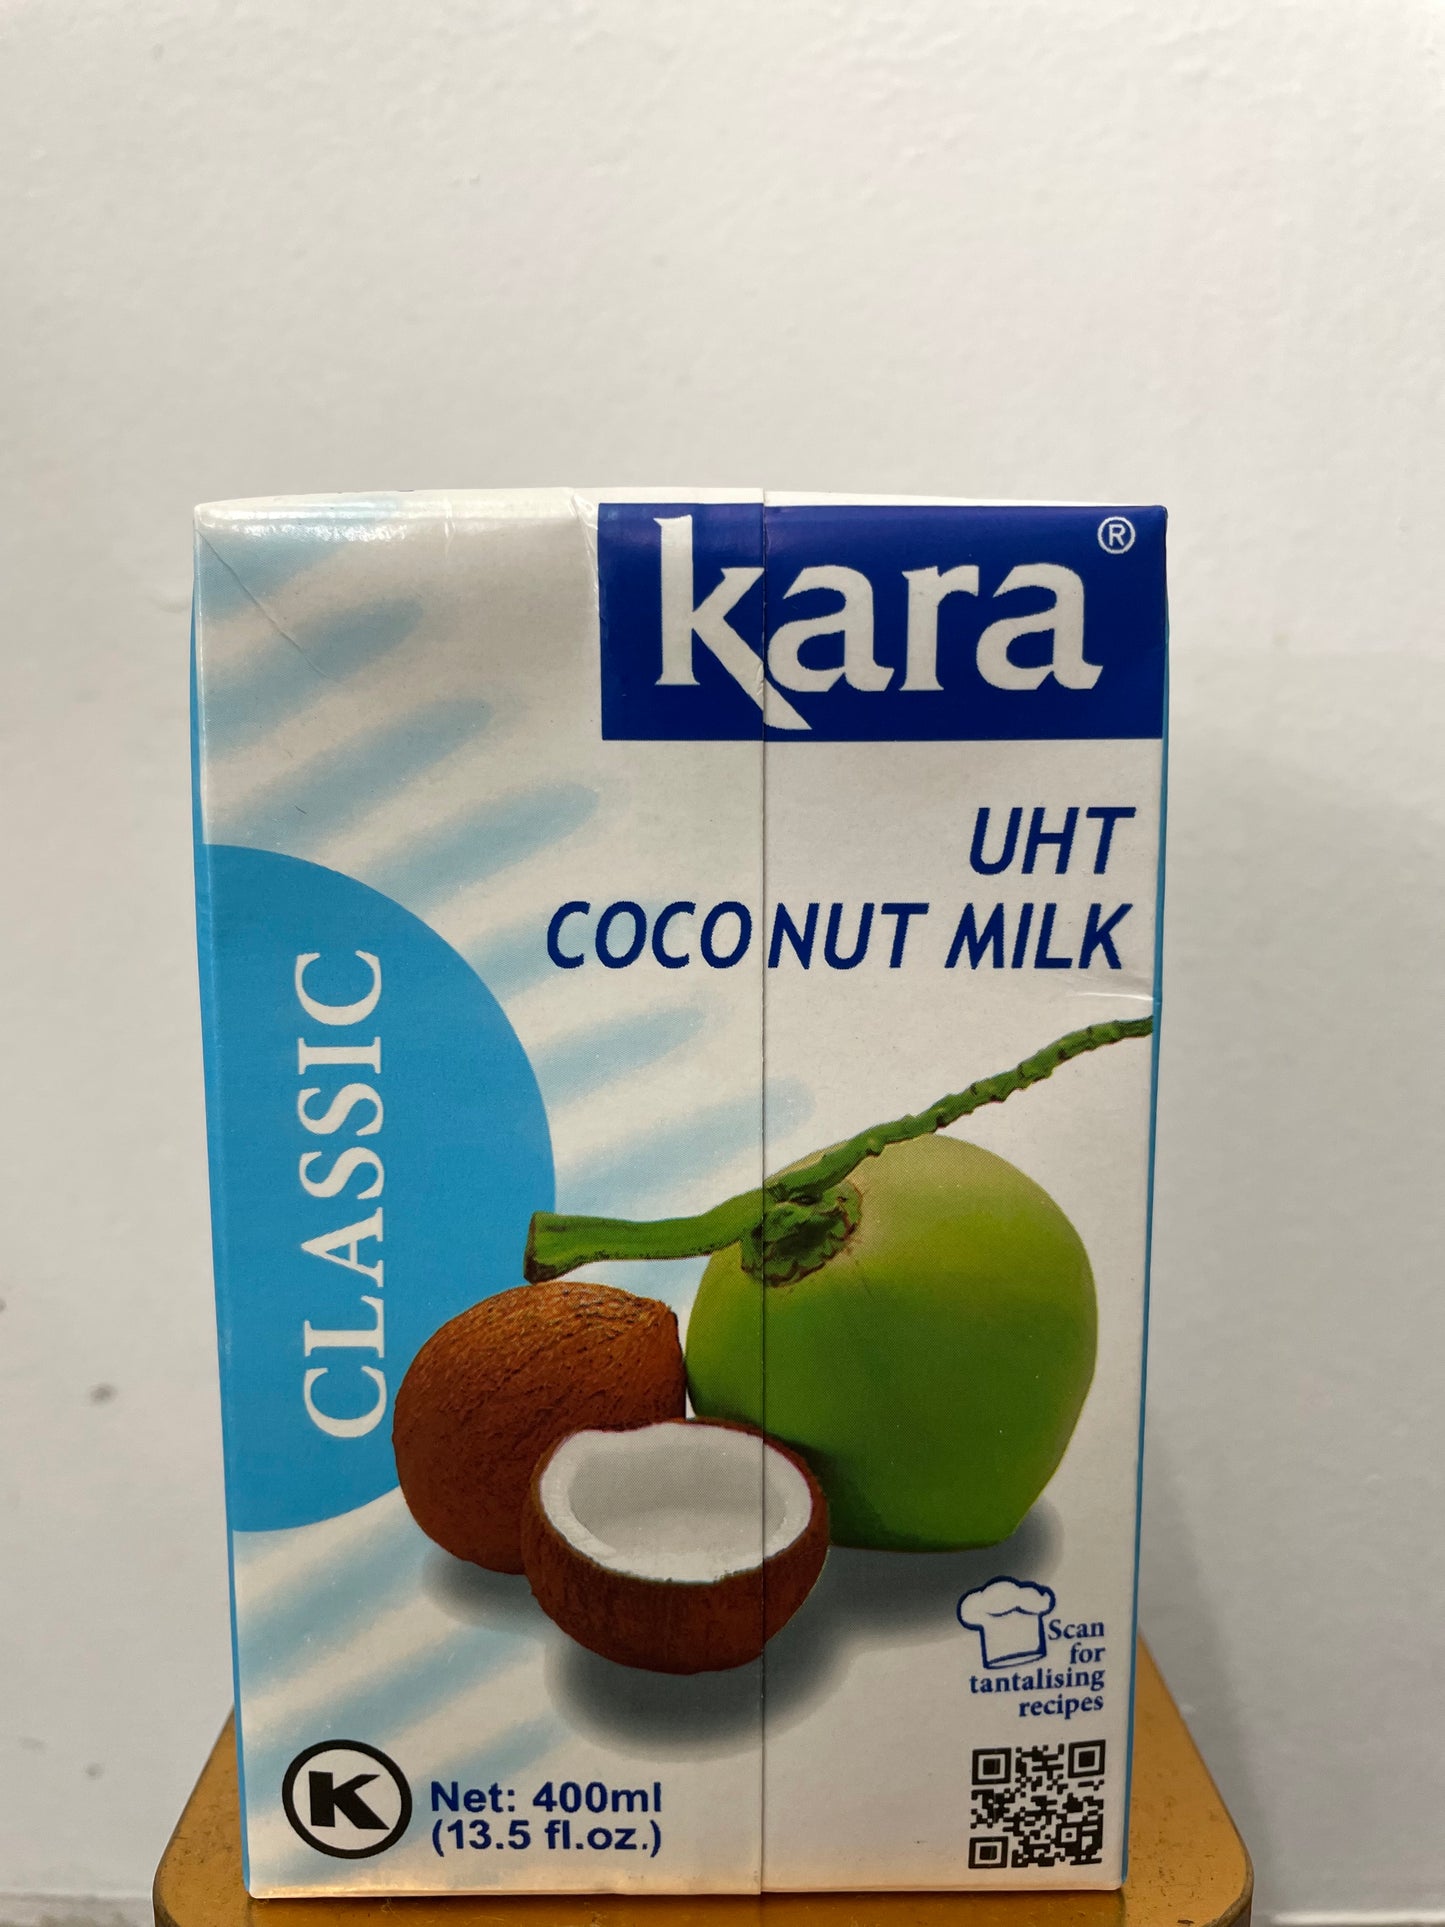 kara®
UHT
COCONUT MILK
CLASSIC
Scan
for
tantalising
recipes
K
Net: 400ml
(13.5 fl.oz.)